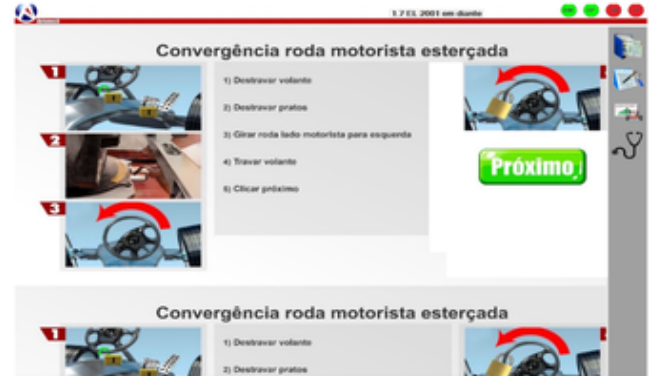 1.7 EX 2001 em diante
Convergência roda motorista esterçada
1
1) Destravar volante
2) Destravar pratos
3) Girar roda lado motorista para esquerda
4) Travar volante
5) Clicar próximo
2
3
Próximo
Convergência roda motorista esterçada
1
1) Destravar volante
2) Destravar pratos